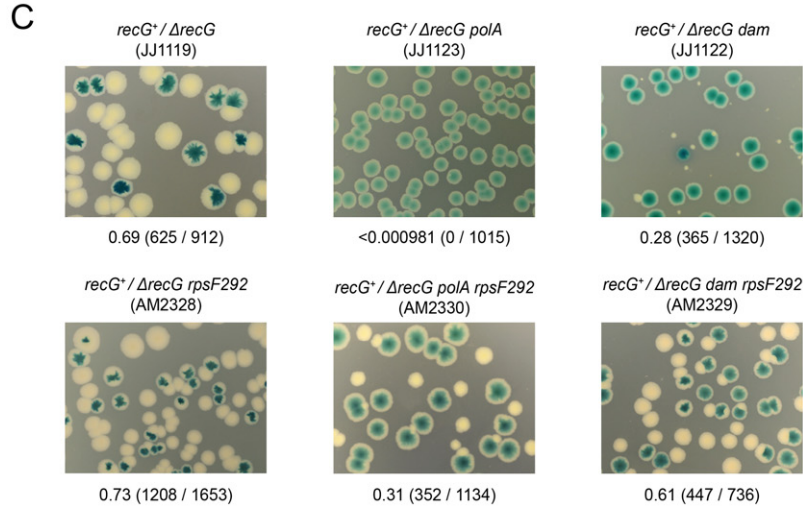 C
recG⁺ / ΔrecG
(JJ1119)
recG⁺ / ΔrecG polA
(JJ1123)
recG⁺ / ΔrecG dam
(JJ1122)
0.69 (625 / 912)
<0.000981 (0 / 1015)
0.28 (365 / 1320)
recG⁺ / ΔrecG rpsF292
(AM2328)
recG⁺ / ΔrecG polA rpsF292
(AM2330)
recG⁺ / ΔrecG dam rpsF292
(AM2329)
0.73 (1208 / 1653)
0.31 (352 / 1134)
0.61 (447 / 736)